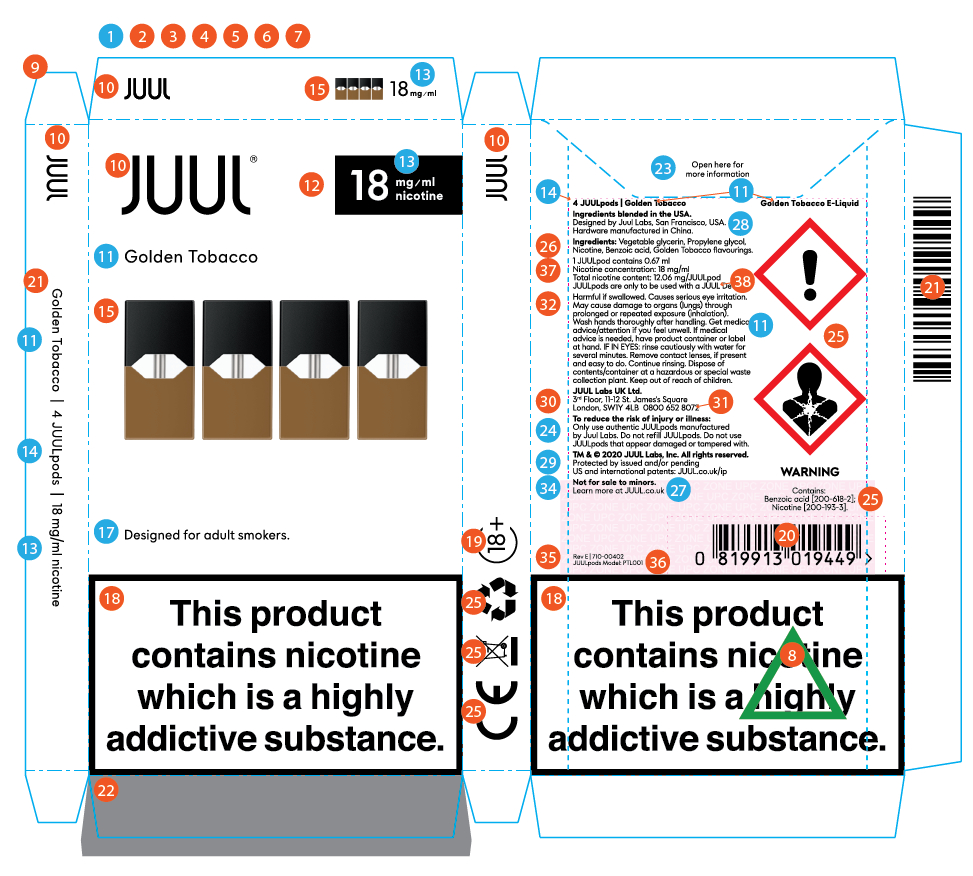 1 2 3 4 5 6 7
9
10 JUUL 15 18 mg/ml 13
10 JUUL
10 JUUL®
12 18 mg/ml 13
nicotine
11 Golden Tobacco
15
17 Designed for adult smokers.
18 This product
contains nicotine
which is a highly
addictive substance.
22
21
11 Golden Tobacco | 4 JUULpods | 18 mg/ml nicotine
14
13
10 JUUL
19 18+
25
25
25 CE
23 Open here for
more information
14 11
4 JUULpods | Golden Tobacco
Ingredients blended in the USA.
Designed by Juul Labs, San Francisco, USA. 28
Hardware manufactured in China.
26 Ingredients: Vegetable glycerin, Propylene glycol,
Nicotine, Benzoic acid, Golden Tobacco flavourings.
37 1 JUULpod contains 0.67 ml
Nicotine concentration: 18 mg/ml
Total nicotine content: 12.06 mg/JUULpod
JUULpods are only to be used with a JUUL 38
32 Harmful if swallowed. Causes serious eye irritation.
May cause damage to organs (lungs) through
prolonged or repeated exposure (inhalation).
Wash hands thoroughly after handling. Get medical 11
advice/attention if you feel unwell. If medical
advice is needed, have product container or label
at hand. IF IN EYES: rinse cautiously with water for
several minutes. Remove contact lenses, if present
and easy to do. Continue rinsing. Dispose of
contents/container at a hazardous or special waste
collection plant. Keep out of reach of children.
30 JUUL Labs UK Ltd.
3rd Floor, 11-12 St. James's Square
London, SW1Y 4LB 0800 652 8072 31
24 To reduce the risk of injury or illness:
Only use authentic JUULpods manufactured
by Juul Labs. Do not refill JUULpods. Do not use
JUULpods that appear damaged or tampered with.
29 TM & © 2020 JUUL Labs, Inc. All rights reserved.
Protected by issued and/or pending
US and international patents: JUUL.co.uk/ip
34 Not for sale to minors.
Learn more at JUUL.co.uk 27
35 Rev E | 710-00402
JUULpods Model: PTL001 36
Golden Tobacco E-Liquid
25
WARNING
Contains:
Benzoic acid [200-618-2]; 25
Nicotine [200-193-3].
20
0 819913 019449 >
18 This product
contains nicotine 8
which is a highly
addictive substance.
21